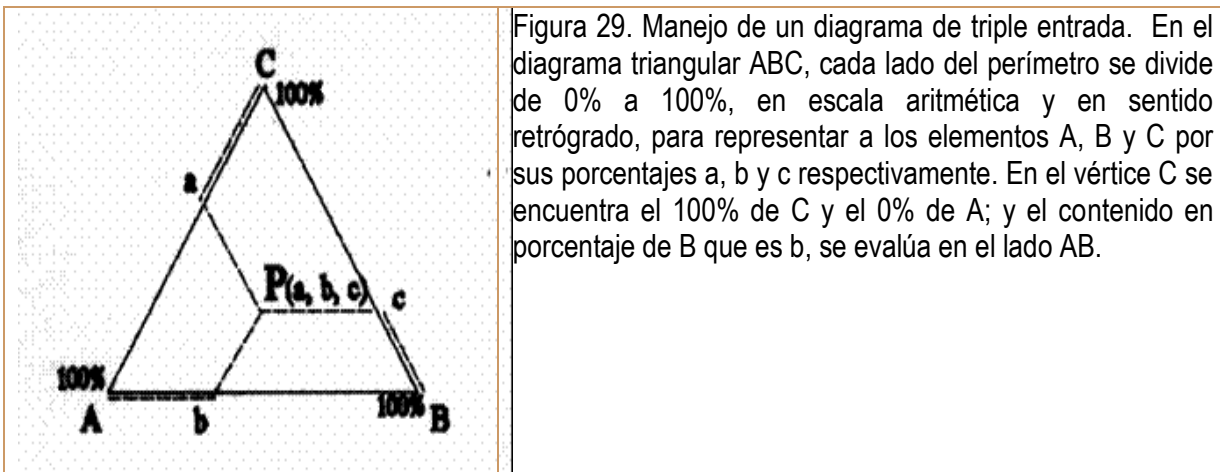 C
100%
a
P(a, b, c)
c
100%
A
b
100%
B
Figura 29. Manejo de un diagrama de triple entrada. En el
diagrama triangular ABC, cada lado del perímetro se divide
de 0% a 100%, en escala aritmética y en sentido
retrógrado, para representar a los elementos A, B y C por
sus porcentajes a, b y c respectivamente. En el vértice C se
encuentra el 100% de C y el 0% de A; y el contenido en
porcentaje de B que es b, se evalúa en el lado AB.